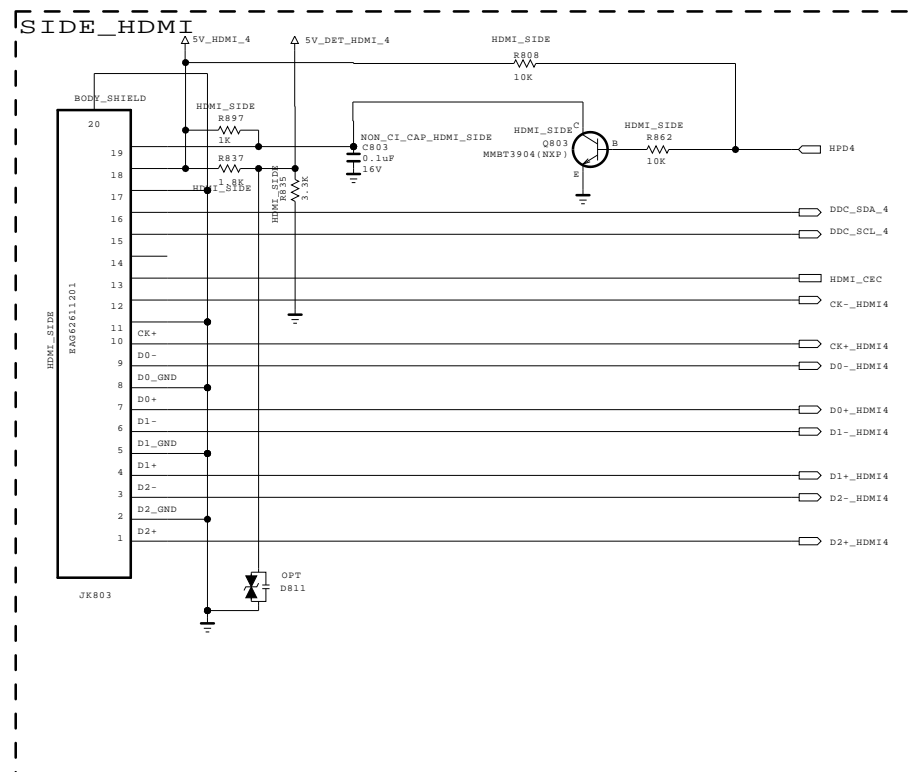 SIDE_HDMI
5V_HDMI_4
5V_DET_HDMI_4
HDMI_SIDE
R808
10K
BODY_SHIELD
20
HDMI_SIDE
R897
1K
NON_CI_CAP_HDMI_SIDE
C803
0.1uF
16V
HDMI_SIDE
Q803
MMBT3904(NXP)
C
B
E
HDMI_SIDE
R862
10K
HPD4
R837
1.8K
HDMI_SIDE
HDMI_SIDE
R835
3.3K
19
18
17
16
DDC_SDA_4
15
DDC_SCL_4
14
13
HDMI_CEC
12
CK-_HDMI4
11
10
CK+
CK+_HDMI4
9
D0-
D0-_HDMI4
8
D0_GND
7
D0+
D0+_HDMI4
6
D1-
D1-_HDMI4
5
D1_GND
4
D1+
D1+_HDMI4
3
D2-
D2-_HDMI4
2
D2_GND
1
D2+
D2+_HDMI4
HDMI_SIDE
EAG62611201
JK803
OPT
D811